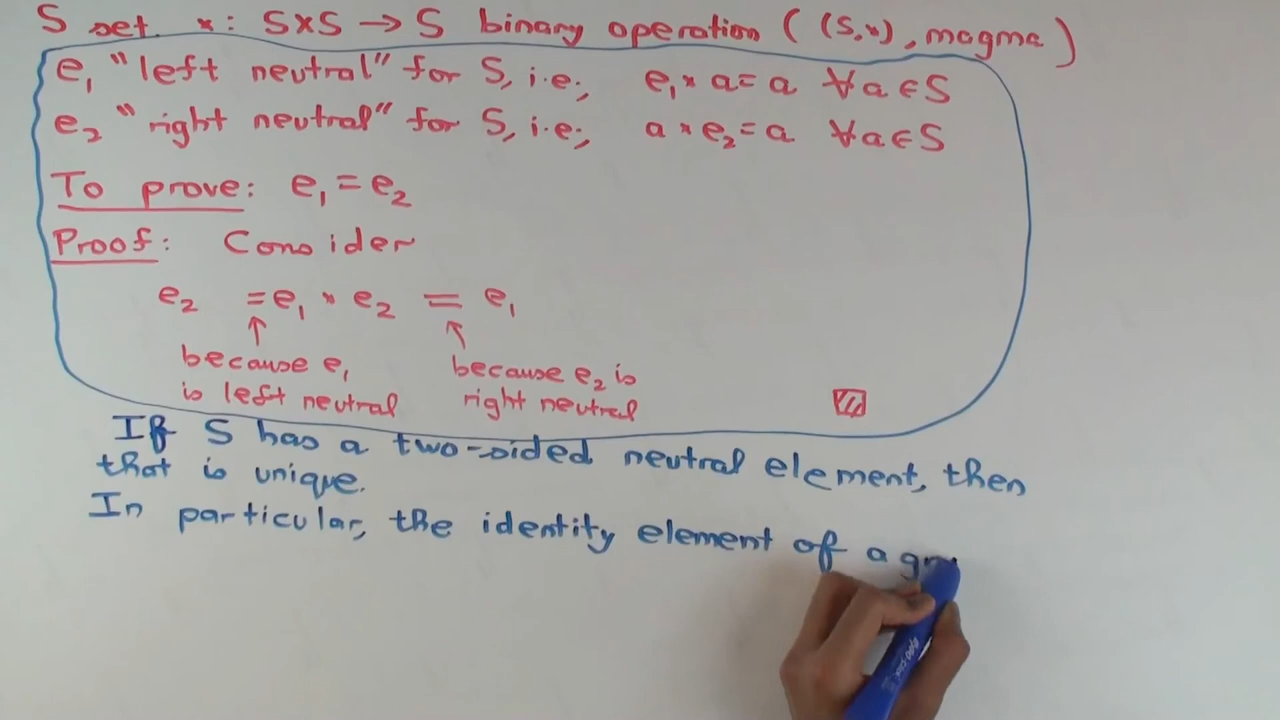 S set. *: S×S → S binary operation ((S,*), magma)
e₁ "left neutral" for S, i.e., e₁ * a = a ∀a∈S
e₂ "right neutral" for S, i.e., a * e₂ = a ∀a∈S
To prove: e₁ = e₂
Proof: Consider
e₂ = e₁ * e₂ = e₁
↑ ↑
because e₁
is left neutral
because e₂ is
right neutral
If S has a two-sided neutral element, then
that is unique.
In particular, the identity element of a gr